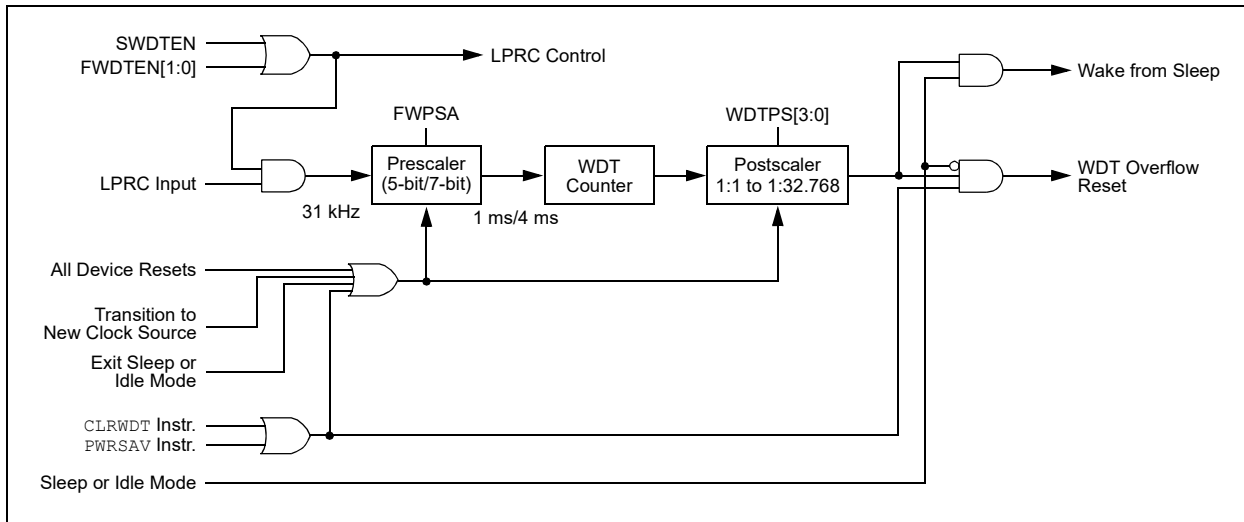 SWDTEN
FWDTEN[1:0]
LPRC Control
Wake from Sleep
FWPSA
WDTPS[3:0]
LPRC Input
Prescaler
(5-bit/7-bit)
WDT
Counter
Postscaler
1:1 to 1:32.768
WDT Overflow
Reset
31 kHz
1 ms/4 ms
All Device Resets
Transition to
New Clock Source
Exit Sleep or
Idle Mode
CLRWDT Instr.
PWRSAV Instr.
Sleep or Idle Mode